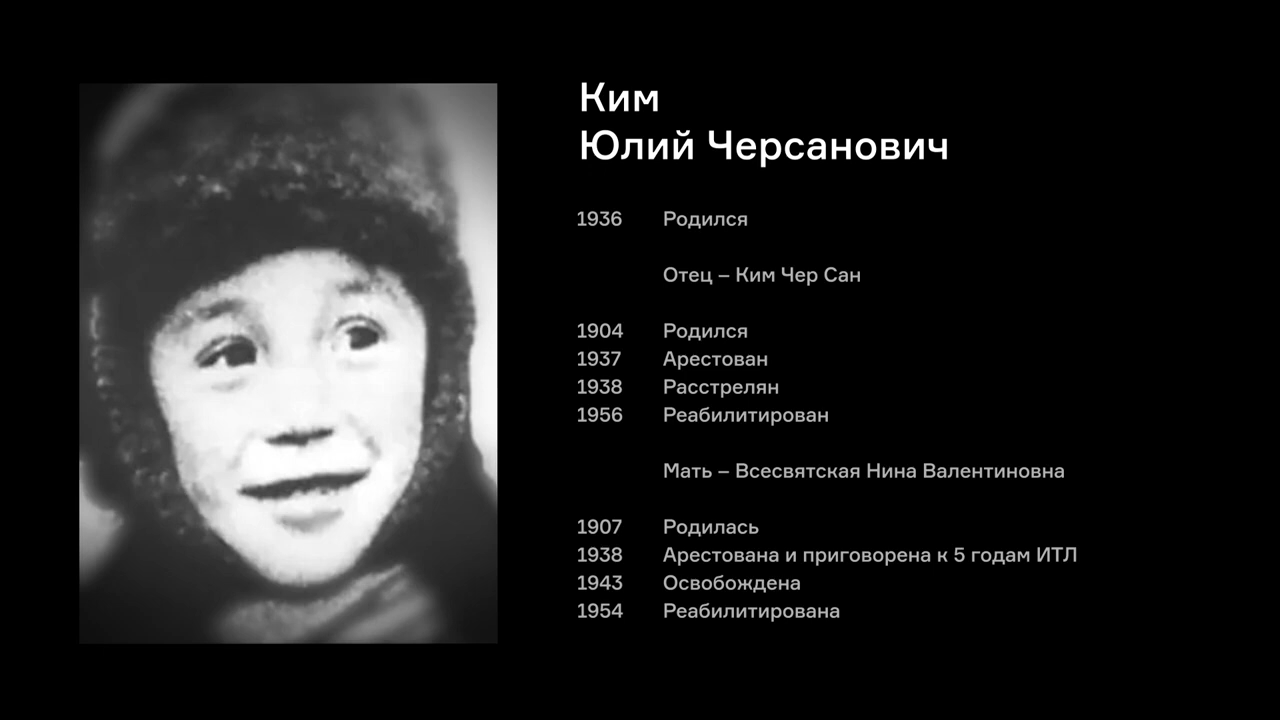 Ким
Юлий Черсанович
1936 Родился
Отец – Ким Чер Сан
1904 Родился
1937 Арестован
1938 Расстрелян
1956 Реабилитирован
Мать – Всесвятская Нина Валентиновна
1907 Родилась
1938 Арестована и приговорена к 5 годам ИТЛ
1943 Освобождена
1954 Реабилитирована